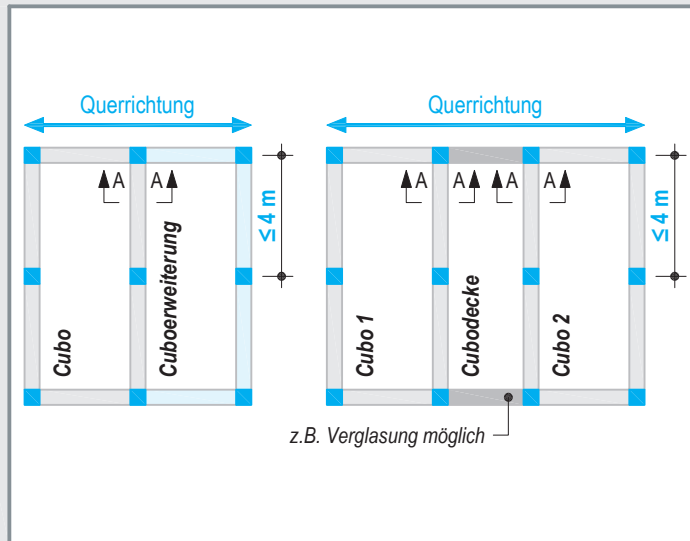 Querrichtung
Querrichtung
A A
A A A A
≤ 4 m
≤ 4 m
Cubo
Cuboerweiterung
Cubo 1
Cubodecke
Cubo 2
z.B. Verglasung möglich